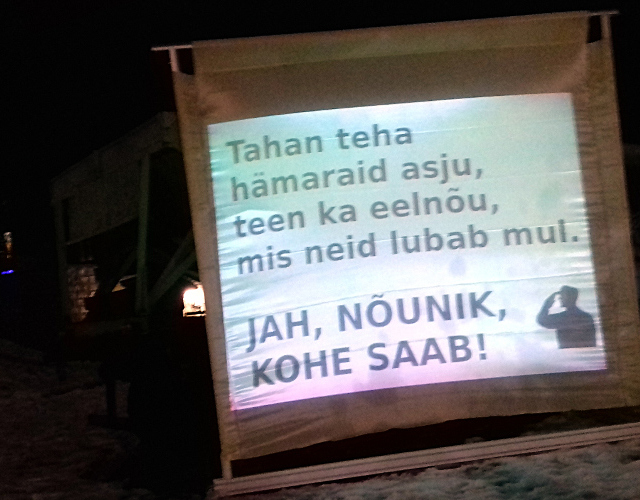 Tahan teha
hämaraid asju,
teen ka eelnõu,
mis neid lubab mul.
JAH, NÕUNIK,
KOHE SAAB!